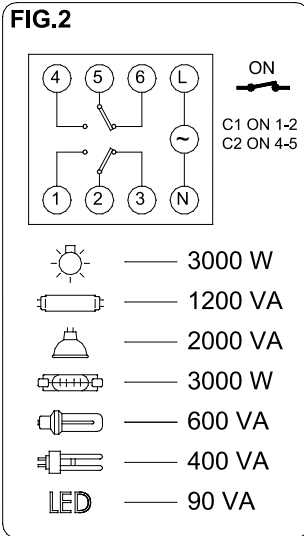 FIG.2
4 5 6 L
ON
C1 ON 1-2
C2 ON 4-5
~
1 2 3 N
3000 W
1200 VA
2000 VA
3000 W
600 VA
400 VA
LED 90 VA